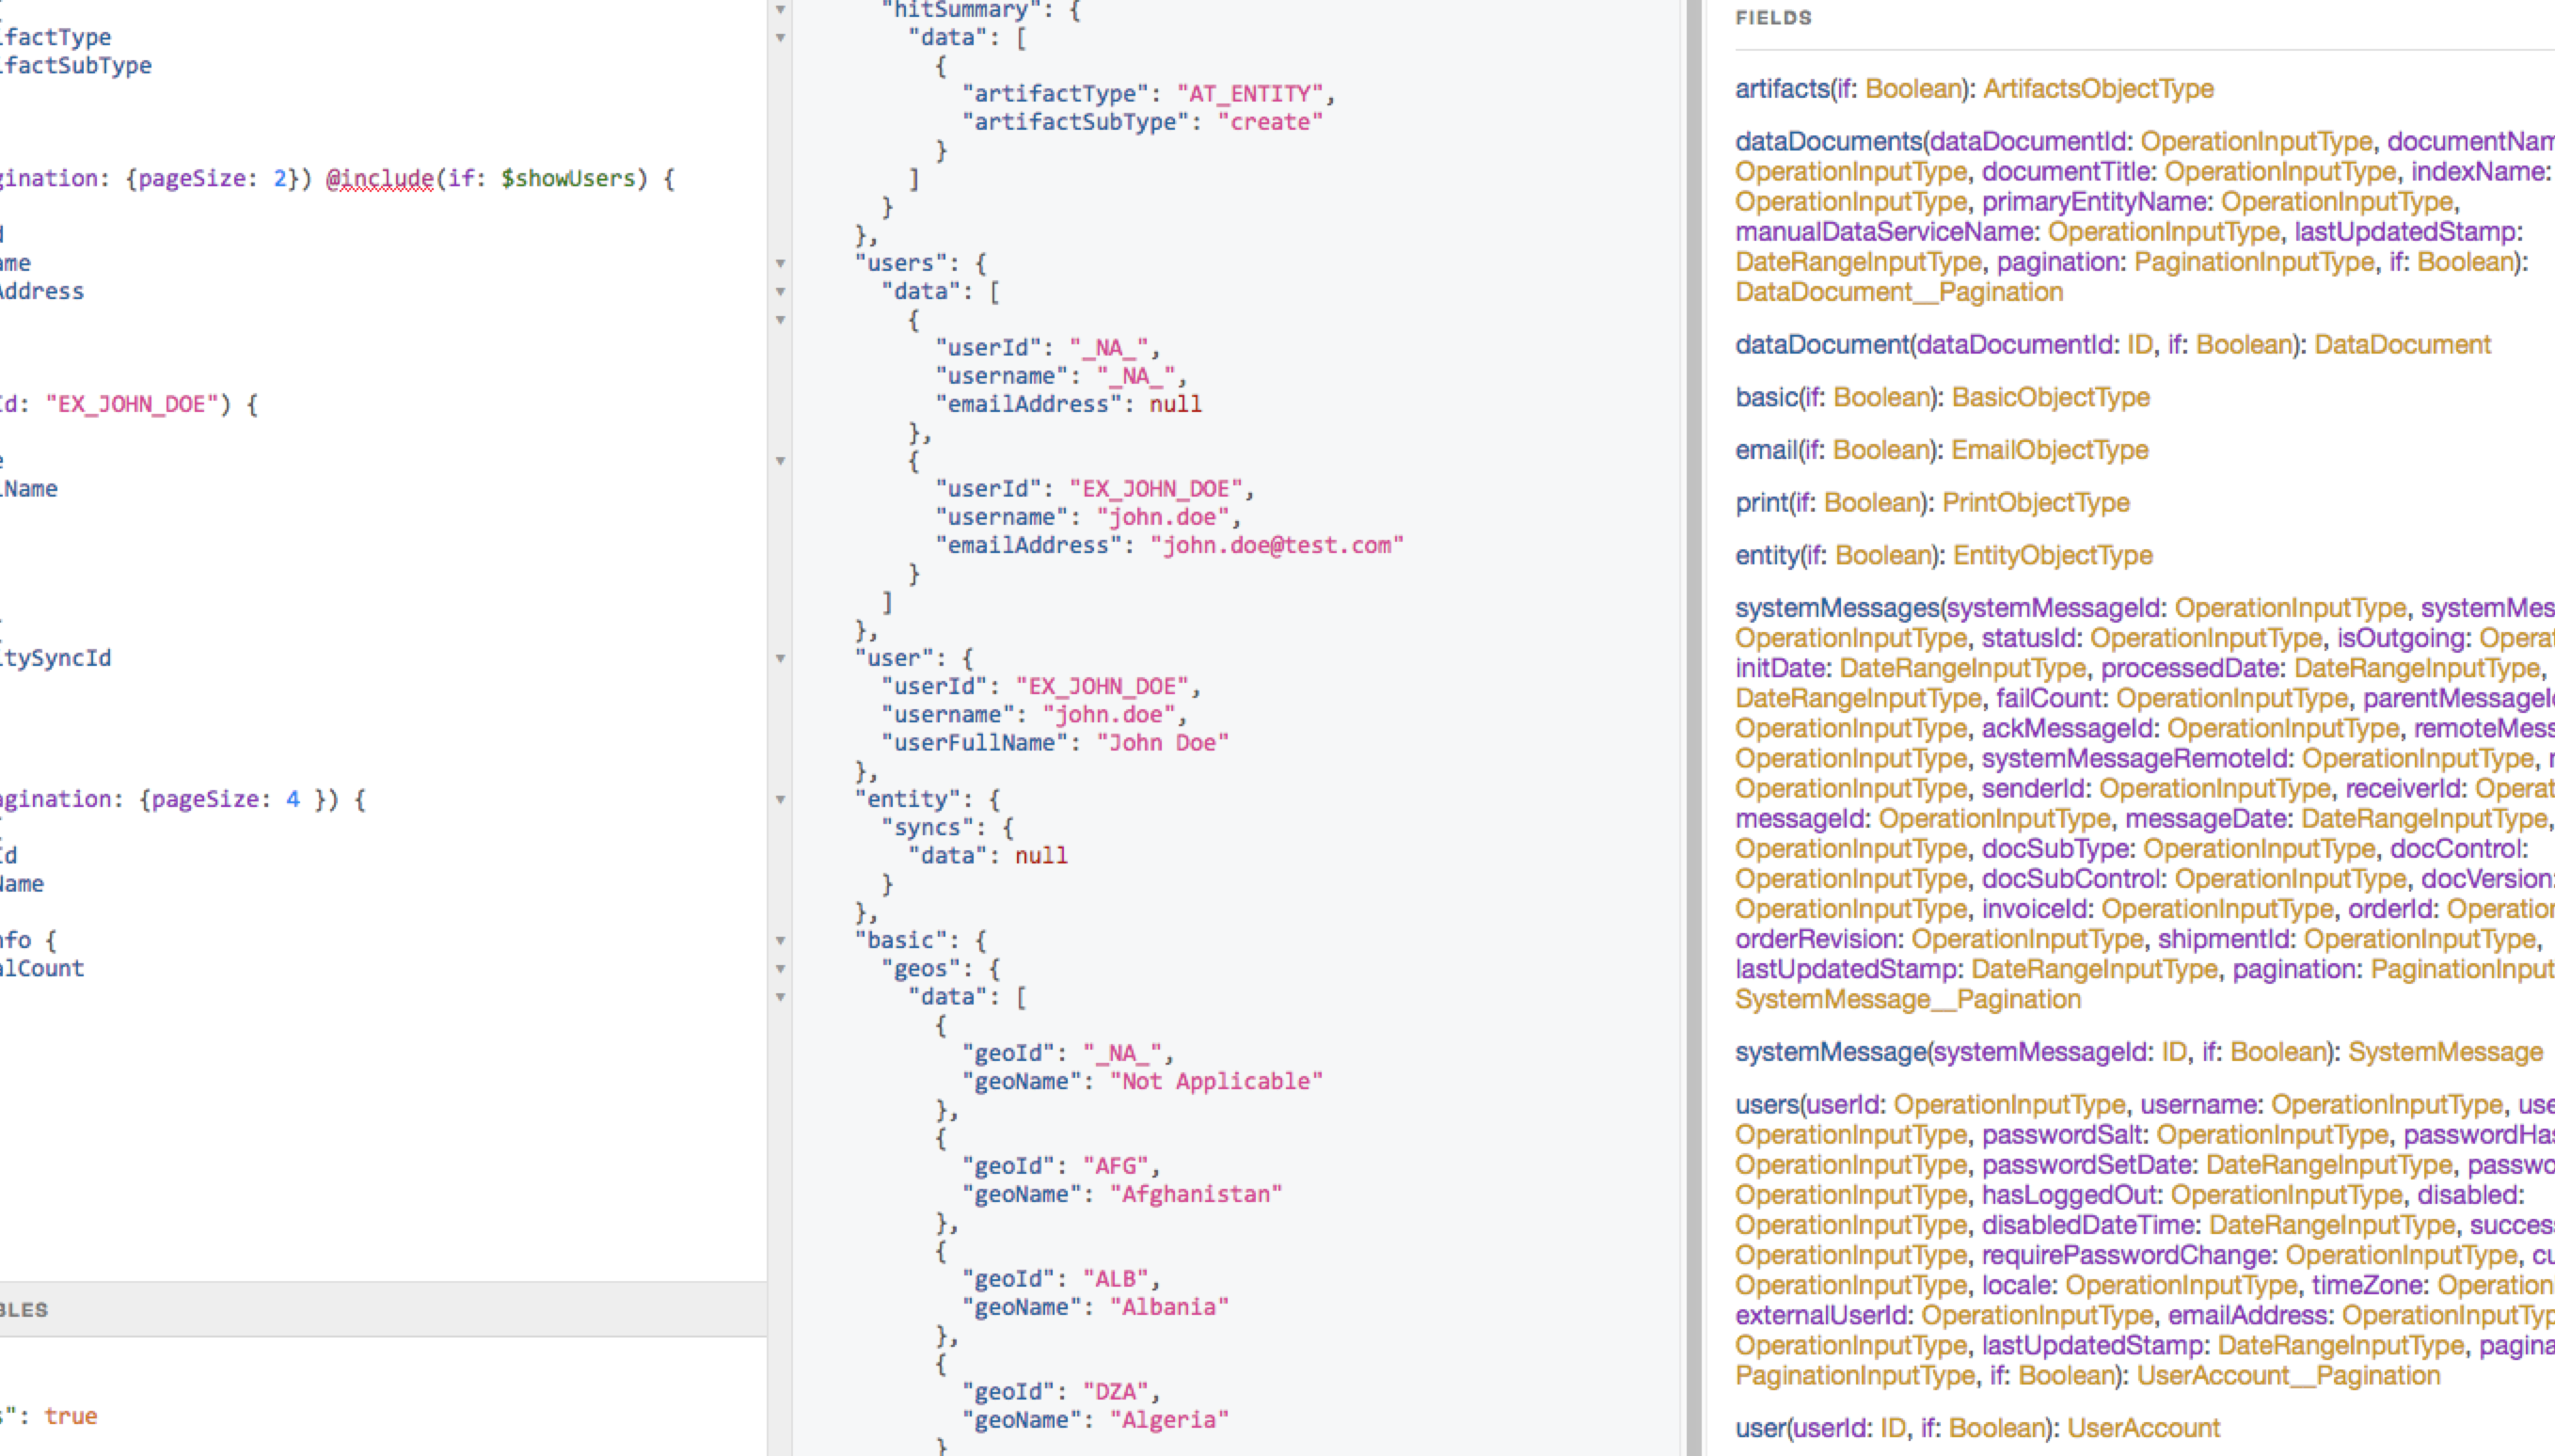 {
ifactType
ifactSubType
gination: {pageSize: 2}) @include(if: $showUsers) {
d
ame
Address
Id: "EX_JOHN_DOE") {
e
lName
{
itySyncId
agination: {pageSize: 4 }) {
{
Id
Name
nfo {
alCount
BLES
s": true
"hitSummary": {
"data": [
{
"artifactType": "AT_ENTITY",
"artifactSubType": "create"
}
]
}
},
"users": {
"data": [
{
"userId": "_NA_",
"username": "_NA_",
"emailAddress": null
},
{
"userId": "EX_JOHN_DOE",
"username": "john.doe",
"emailAddress": "john.doe@test.com"
}
]
},
"user": {
"userId": "EX_JOHN_DOE",
"username": "john.doe",
"userFullName": "John Doe"
},
"entity": {
"syncs": {
"data": null
}
},
"basic": {
"geos": {
"data": [
{
"geoId": "_NA_",
"geoName": "Not Applicable"
},
{
"geoId": "AFG",
"geoName": "Afghanistan"
},
{
"geoId": "ALB",
"geoName": "Albania"
},
{
"geoId": "DZA",
"geoName": "Algeria"
}
FIELDS
artifacts(if: Boolean): ArtifactsObjectType
dataDocuments(dataDocumentId: OperationInputType, documentNam
OperationInputType, documentTitle: OperationInputType, indexName:
OperationInputType, primaryEntityName: OperationInputType,
manualDataServiceName: OperationInputType, lastUpdatedStamp:
DateRangeInputType, pagination: PaginationInputType, if: Boolean):
DataDocument__Pagination
dataDocument(dataDocumentId: ID, if: Boolean): DataDocument
basic(if: Boolean): BasicObjectType
email(if: Boolean): EmailObjectType
print(if: Boolean): PrintObjectType
entity(if: Boolean): EntityObjectType
systemMessages(systemMessageId: OperationInputType, systemMes
OperationInputType, statusId: OperationInputType, isOutgoing: Operat
initDate: DateRangeInputType, processedDate: DateRangeInputType,
DateRangeInputType, failCount: OperationInputType, parentMessageId
OperationInputType, ackMessageId: OperationInputType, remoteMess
OperationInputType, systemMessageRemoteId: OperationInputType, r
OperationInputType, senderId: OperationInputType, receiverId: Operat
messageId: OperationInputType, messageDate: DateRangeInputType,
OperationInputType, docSubType: OperationInputType, docControl:
OperationInputType, docSubControl: OperationInputType, docVersion:
OperationInputType, invoiceId: OperationInputType, orderId: Operation
orderRevision: OperationInputType, shipmentId: OperationInputType,
lastUpdatedStamp: DateRangeInputType, pagination: PaginationInput
SystemMessage__Pagination
systemMessage(systemMessageId: ID, if: Boolean): SystemMessage
users(userId: OperationInputType, username: OperationInputType, use
OperationInputType, passwordSalt: OperationInputType, passwordHas
OperationInputType, passwordSetDate: DateRangeInputType, passwo
OperationInputType, hasLoggedOut: OperationInputType, disabled:
OperationInputType, disabledDateTime: DateRangeInputType, success
OperationInputType, requirePasswordChange: OperationInputType, cu
OperationInputType, locale: OperationInputType, timeZone: Operation
externalUserId: OperationInputType, emailAddress: OperationInputTyp
OperationInputType, lastUpdatedStamp: DateRangeInputType, pagina
PaginationInputType, if: Boolean): UserAccount__Pagination
user(userId: ID, if: Boolean): UserAccount